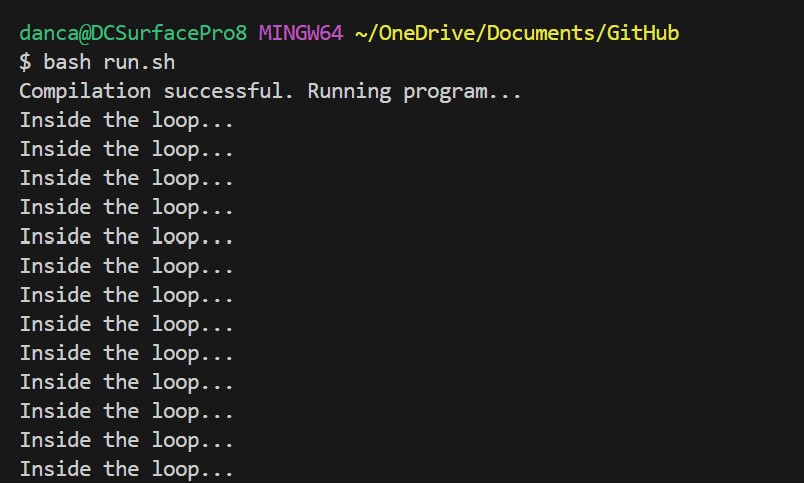 danca@DCSurfacePro8 MINGW64 ~/OneDrive/Documents/GitHub
$ bash run.sh
Compilation successful. Running program...
Inside the loop...
Inside the loop...
Inside the loop...
Inside the loop...
Inside the loop...
Inside the loop...
Inside the loop...
Inside the loop...
Inside the loop...
Inside the loop...
Inside the loop...
Inside the loop...
Inside the loop...